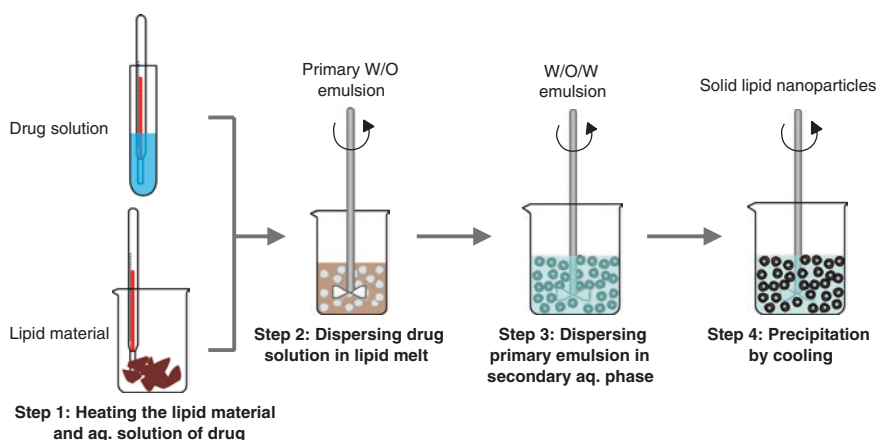 Drug solution
Lipid material
Step 1: Heating the lipid material
and aq. solution of drug
Primary W/O
emulsion
Step 2: Dispersing drug
solution in lipid melt
W/O/W
emulsion
Step 3: Dispersing
primary emulsion in
secondary aq. phase
Solid lipid nanoparticles
Step 4: Precipitation
by cooling